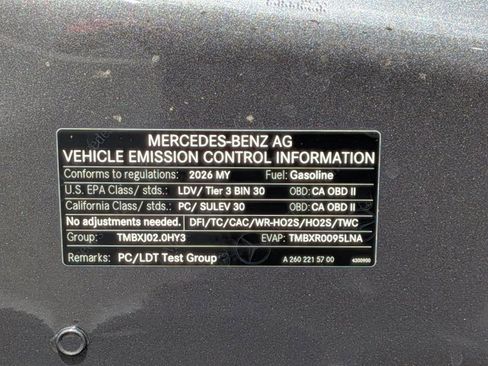 MERCEDES-BENZ AG
VEHICLE EMISSION CONTROL INFORMATION
Conforms to regulations: 2026 MY Fuel: Gasoline
U.S. EPA Class/ stds.: LDV/ Tier 3 BIN 30 OBD: CA OBD II
California Class/ stds.: PC/ SULEV 30 OBD: CA OBD II
No adjustments needed. DFI/TC/CAC/WR-HO2S/HO2S/TWC
Group: TMBXJ02.0HY3 EVAP: TMBXR0095LNA
Remarks: PC/LDT Test Group A 260 221 57 00 4200900